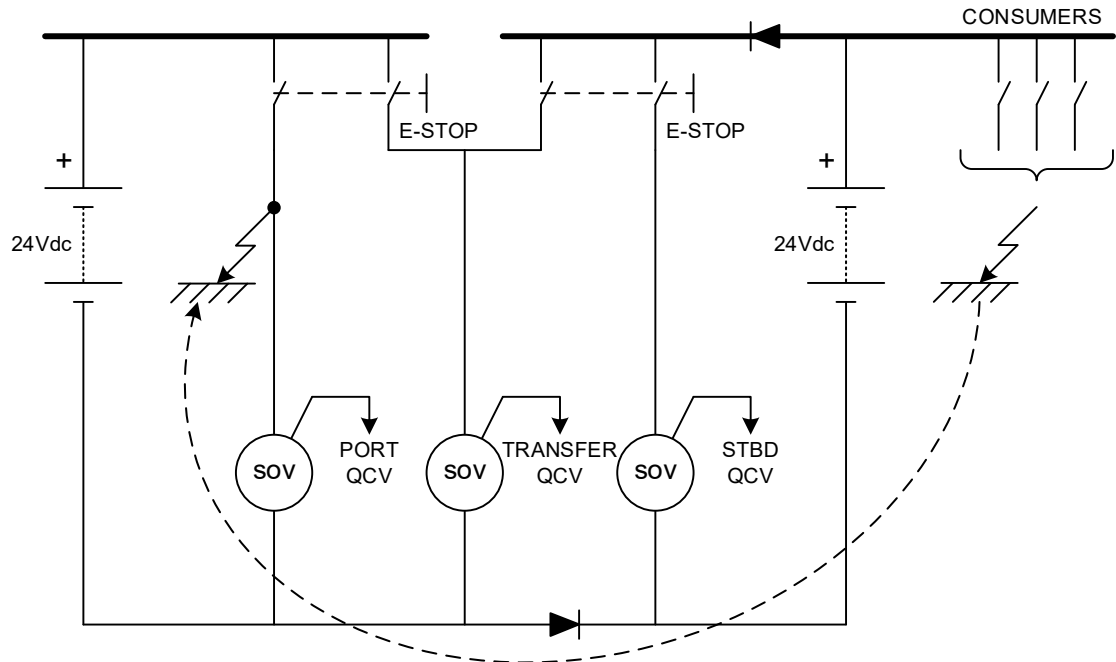 CONSUMERS
E-STOP
E-STOP
+
+
24Vdc
24Vdc
SOV
PORT
QCV
SOV
TRANSFER
QCV
SOV
STBD
QCV